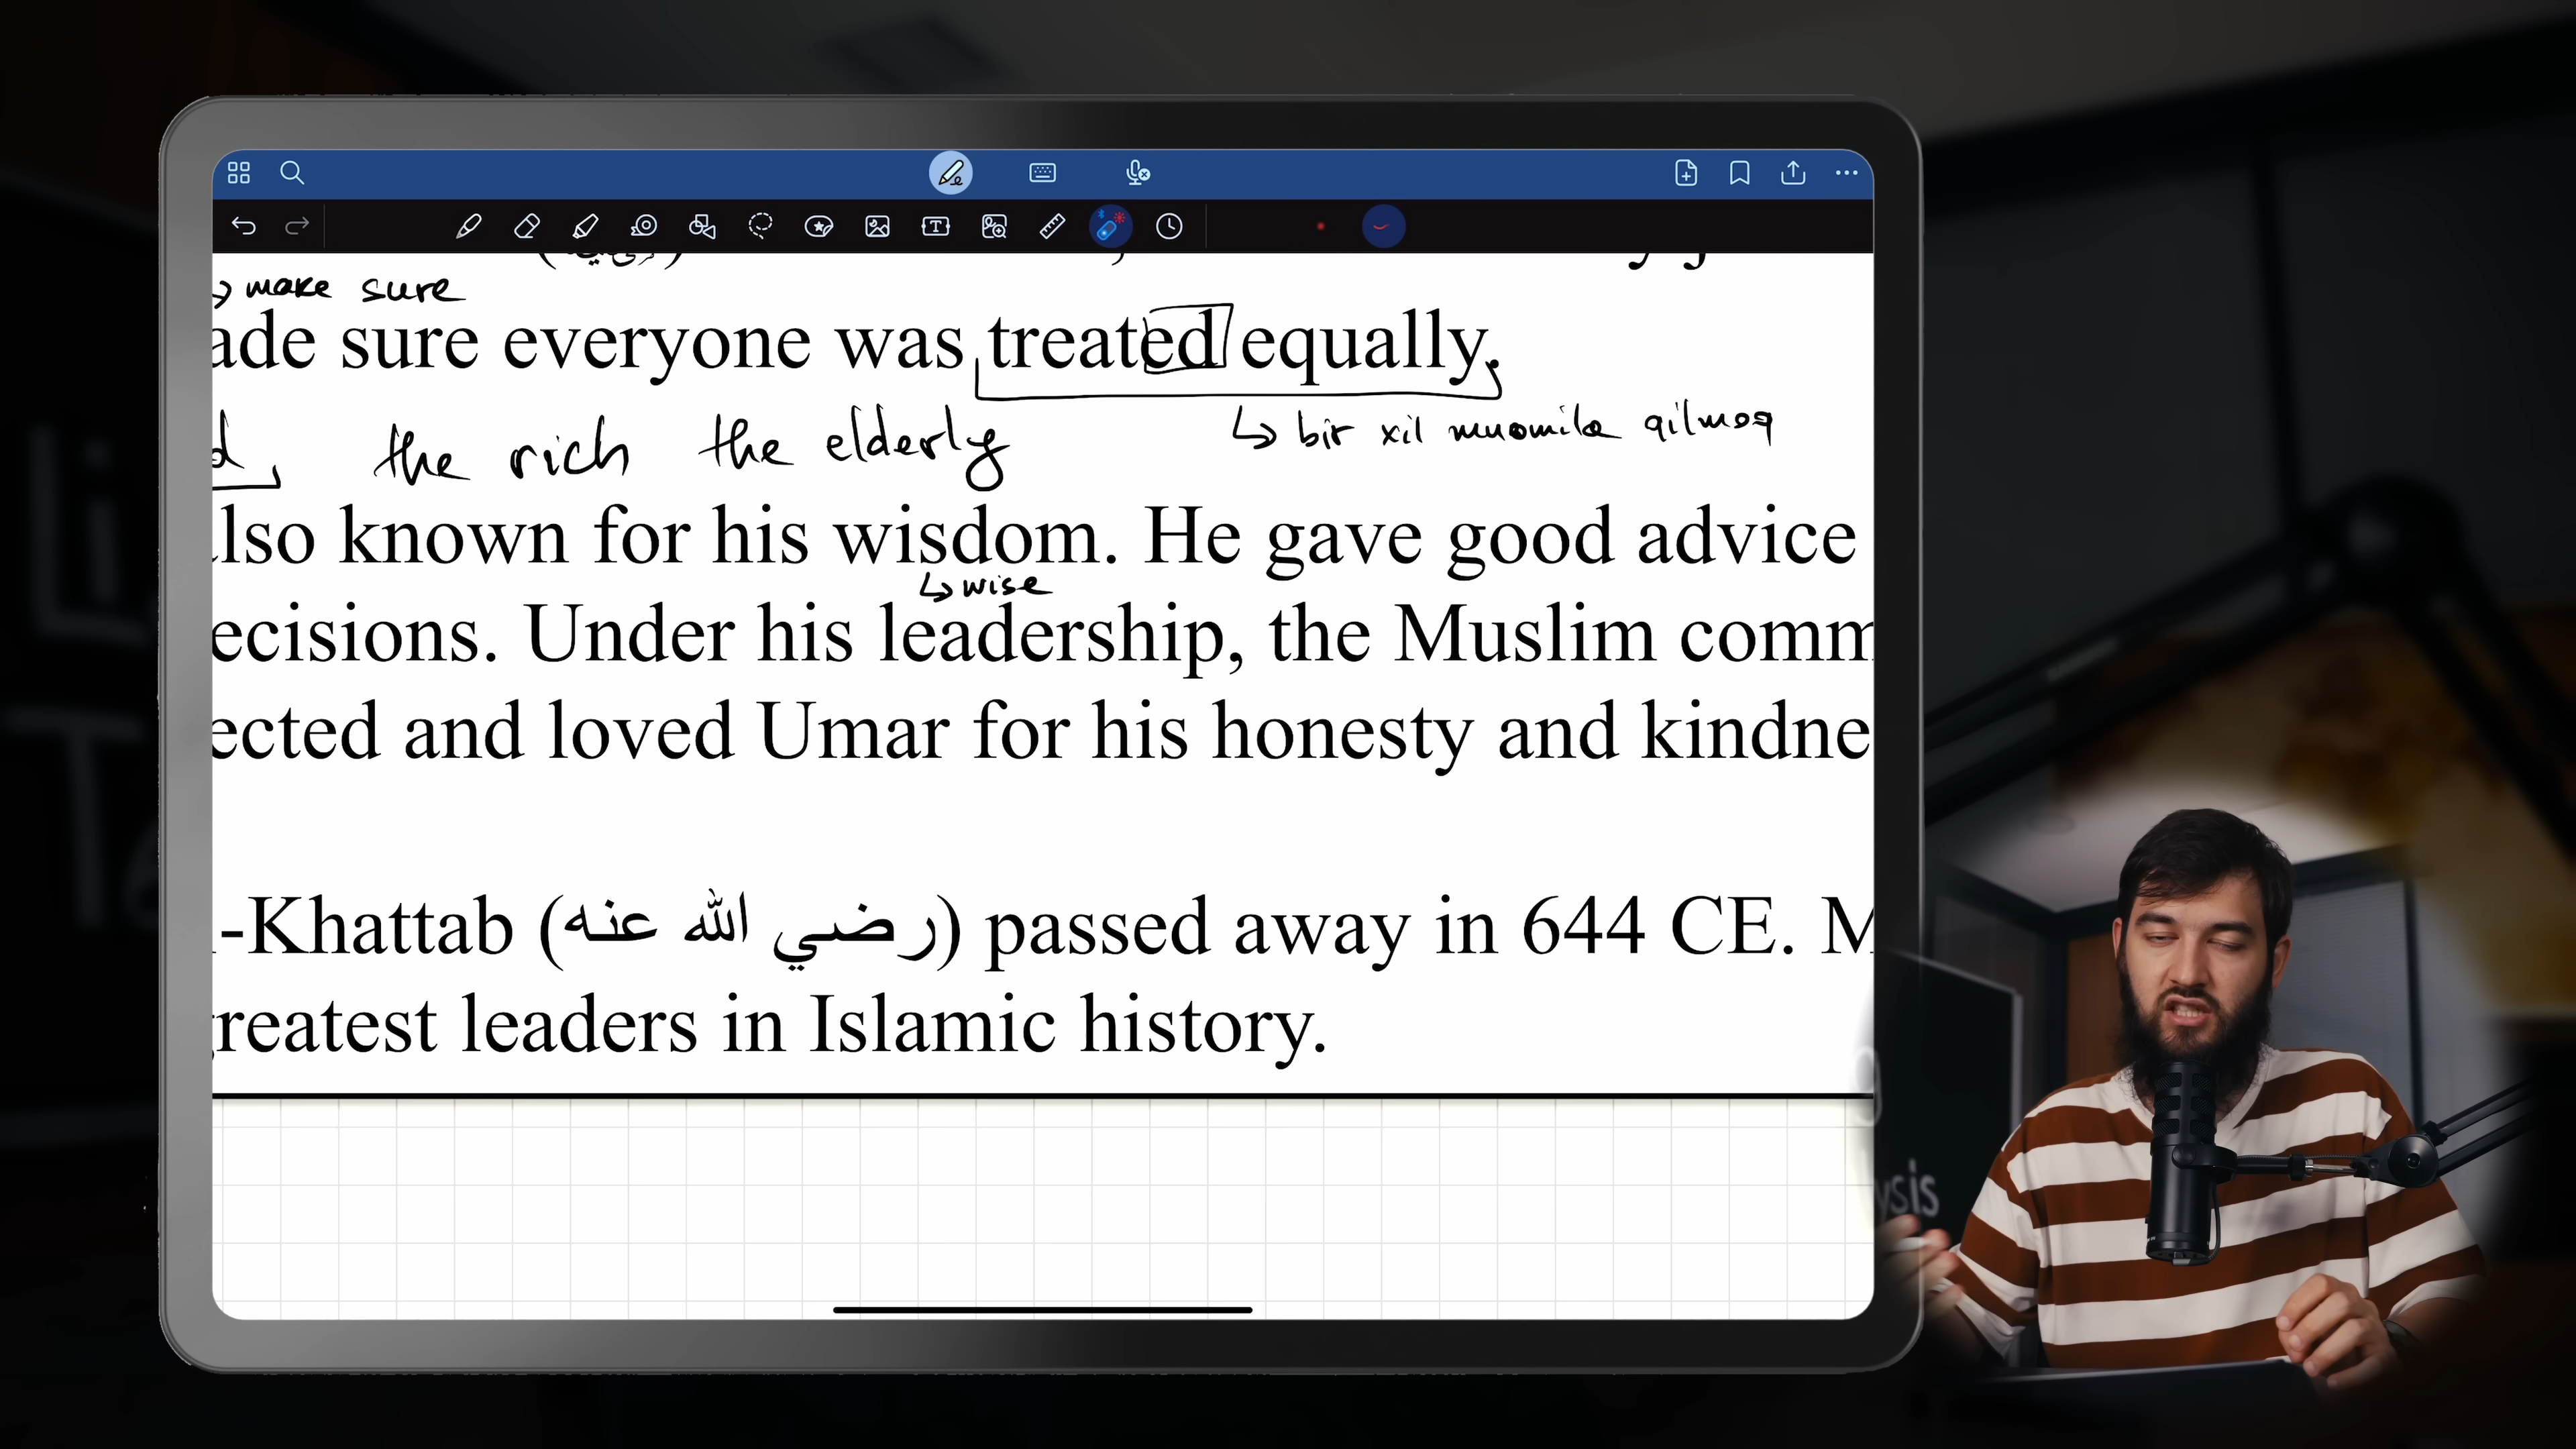 make sure
ade sure everyone was treated equally.
d, the rich the elderly
bir xil muomila qilmoq
lso known for his wisdom. He gave good advice
wise
ecisions. Under his leadership, the Muslim comm
ected and loved Umar for his honesty and kindne
-Khattab (رضي الله عنه) passed away in 644 CE. M
reatest leaders in Islamic history.
ysis